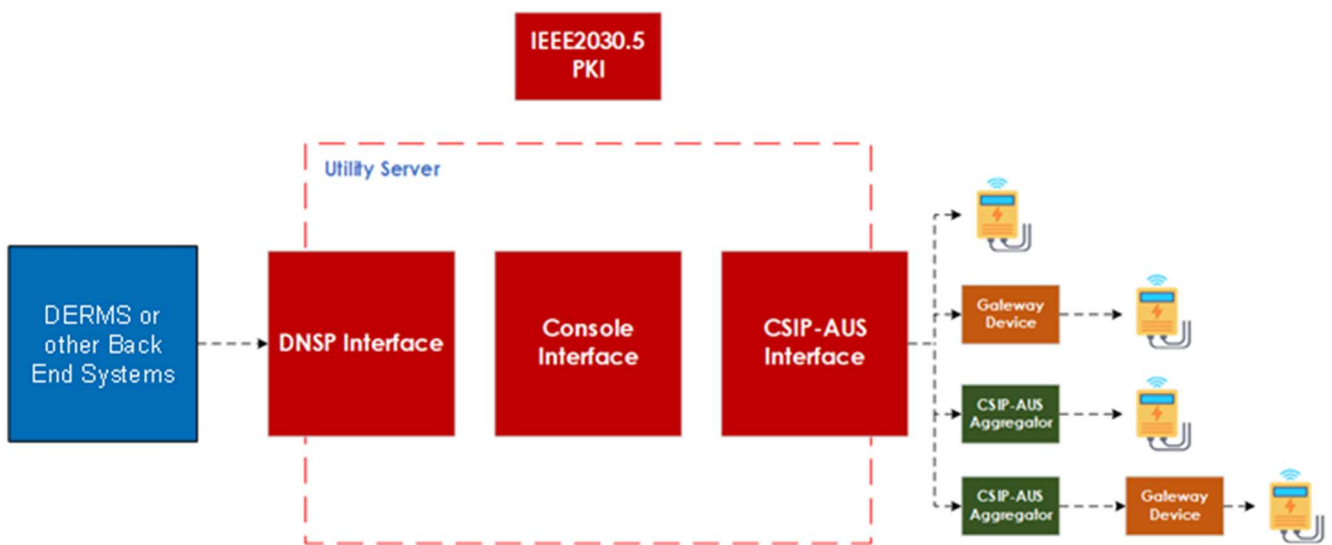 IEEE2030.5
PKI
Utility Server
DERMS or
other Back
End Systems
DNSP Interface
Console
Interface
CSIP-AUS
Interface
Gateway
Device
CSIP-AUS
Aggregator
CSIP-AUS
Aggregator
Gateway
Device